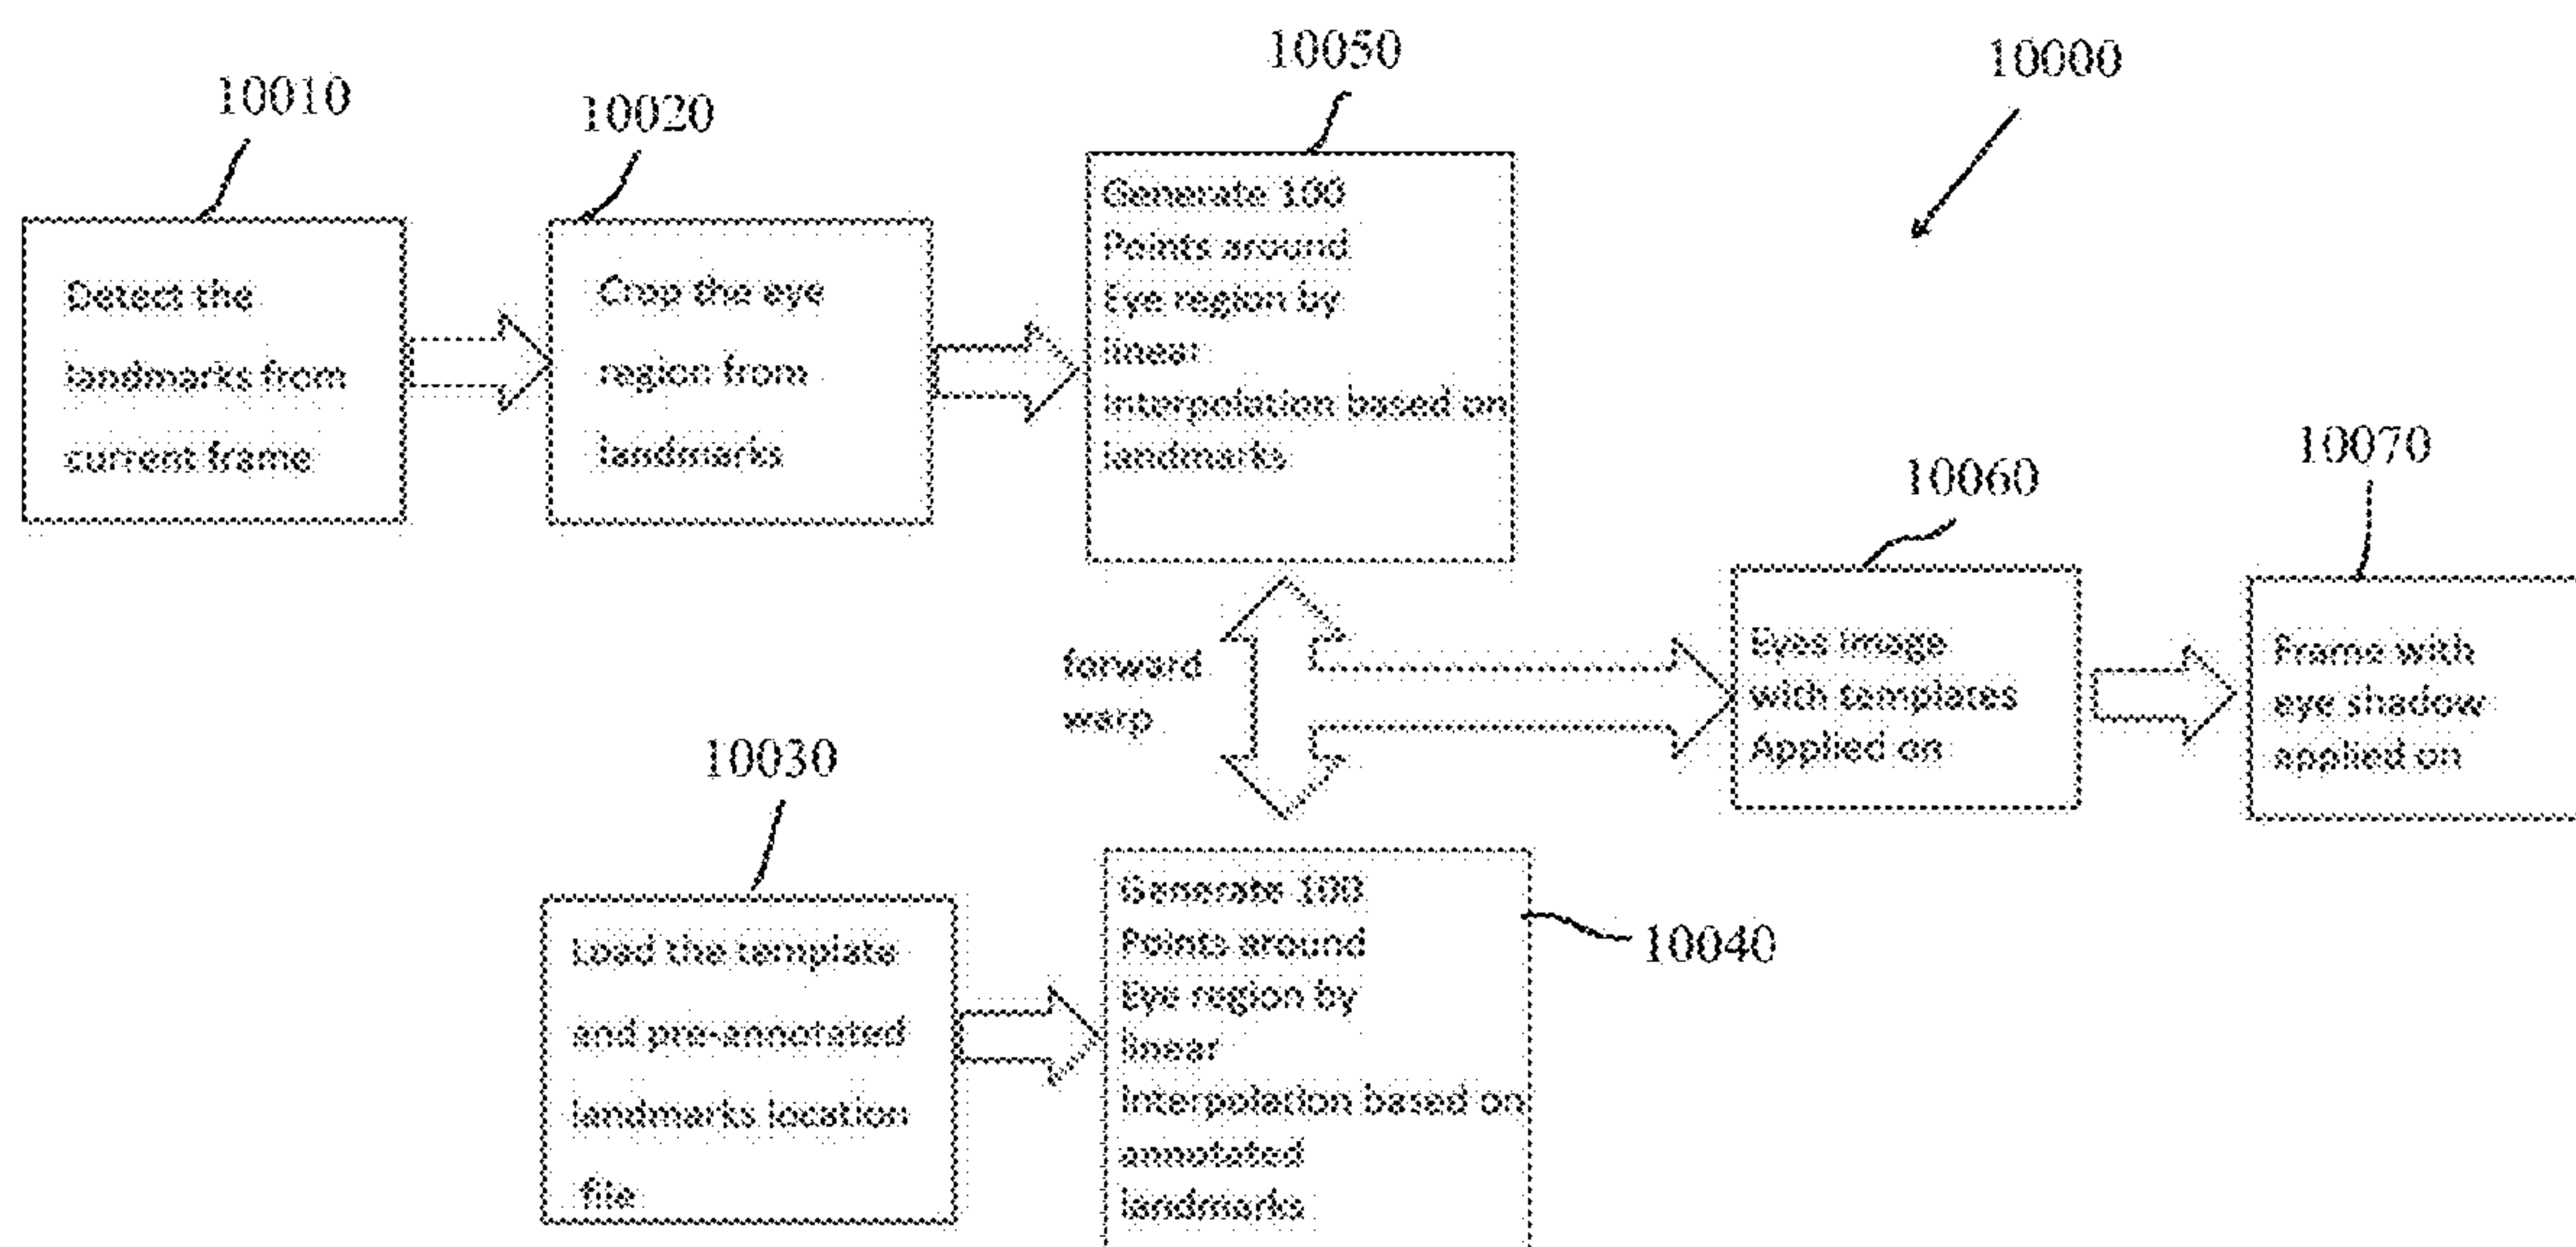 10010
10020
10050
10000
Detect the
landmarks from
current frame
Crop the eye
region from
landmarks
Generate 100
Points around
Eye region by
linear
Interpolation based on
landmarks
10060
10070
forward
warp
Eyes image
with templates
Applied on
Frame with
eye shadow
applied on
10030
10040
Load the template
and pre-annotated
landmarks location
file
Generate 100
Points around
Eye region by
linear
Interpolation based on
annotated
landmarks